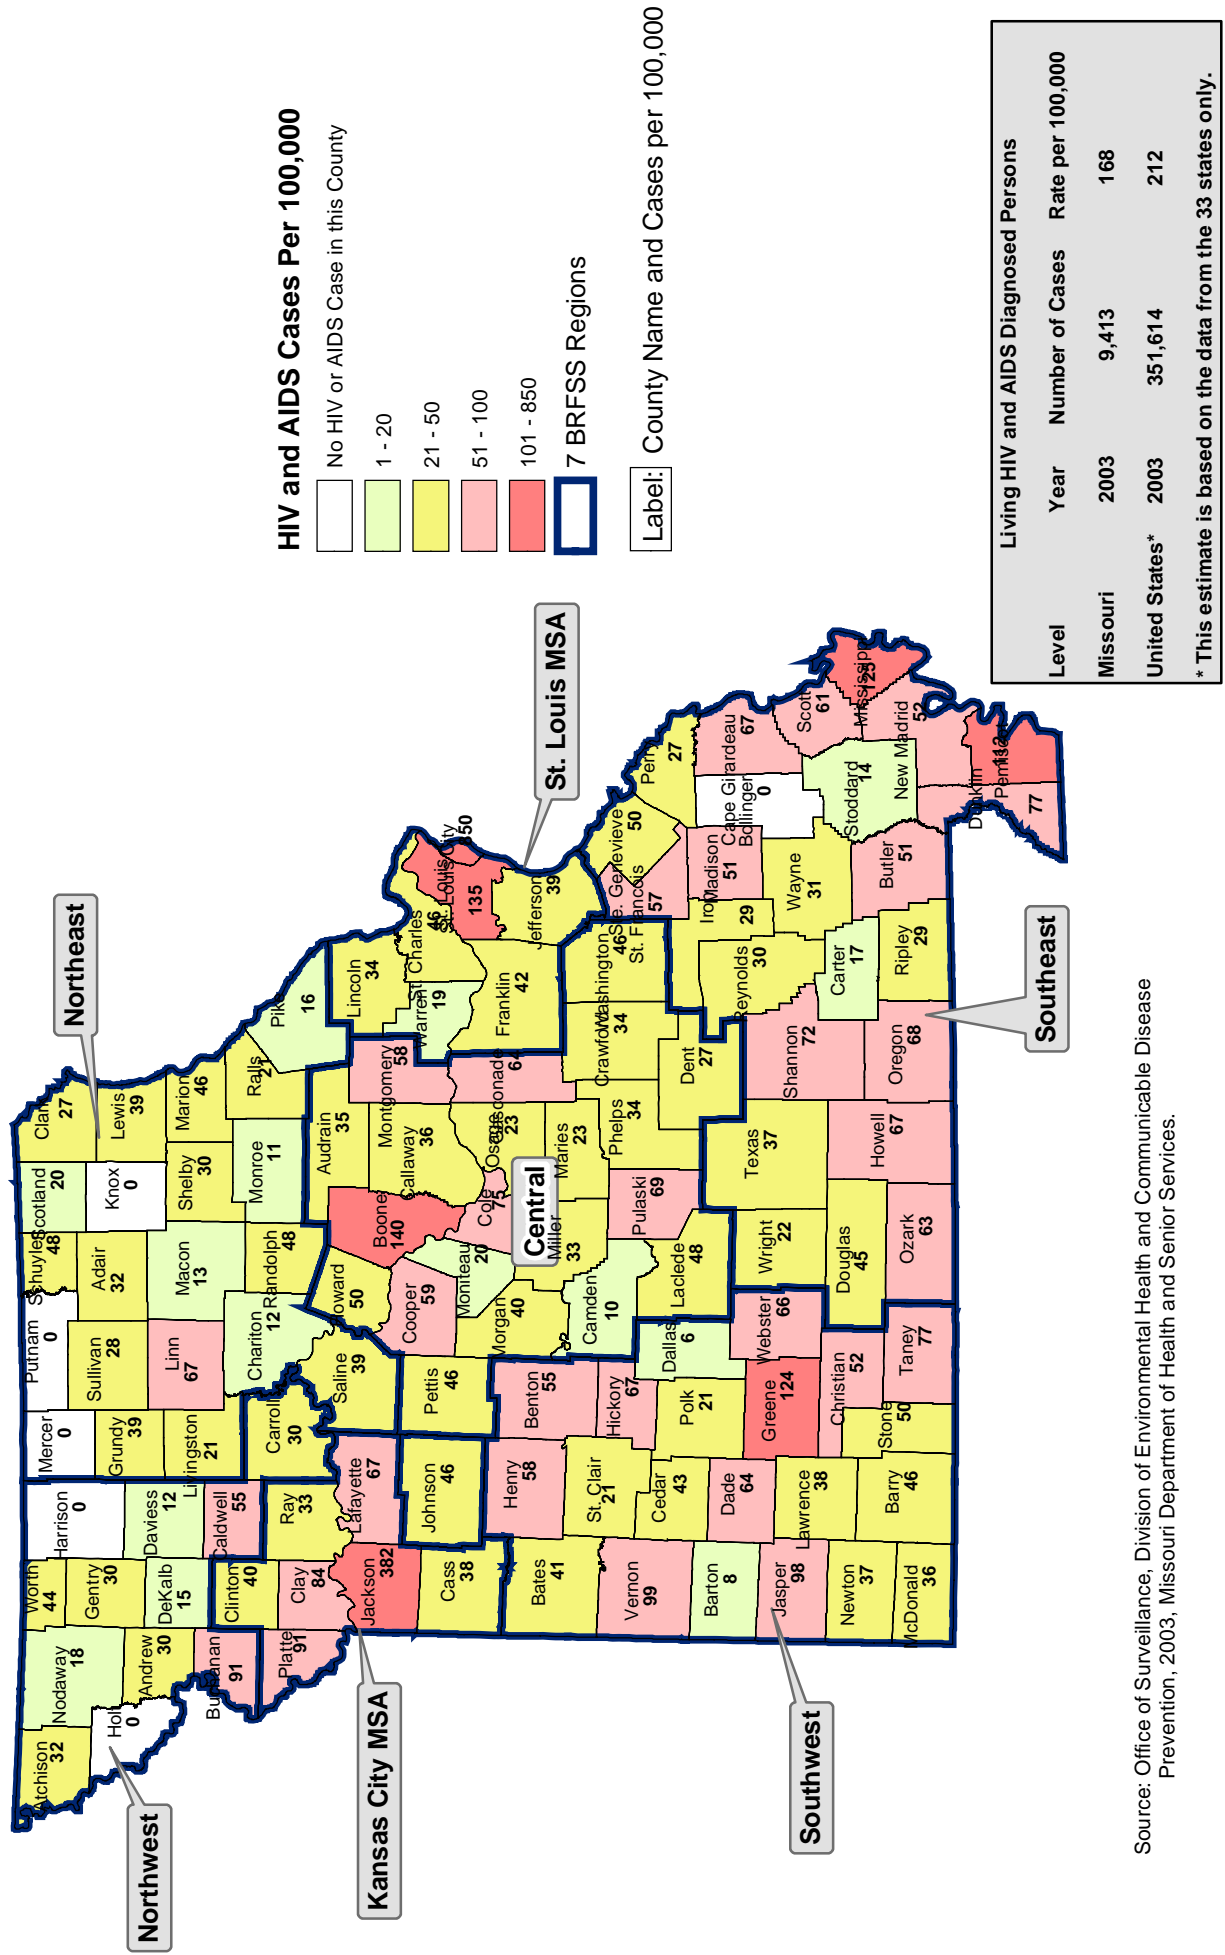 HIV and AIDS Cases Per 100,000
No HIV or AIDS Case in this County
1 - 20
21 - 50
51 - 100
101 - 850
7 BRFSS Regions
Label: County Name and Cases per 100,000
Northwest
Northeast
Kansas City MSA
Central
St. Louis MSA
Southwest
Southeast
Atchison
32
Nodaway
18
Worth
44
Harrison
0
Mercer
0
Putnam
0
Schuyler
48
Scotland
20
Clark
27
Holt
0
Andrew
30
Gentry
30
DeKalb
15
Daviess
12
Grundy
39
Sullivan
28
Adair
32
Knox
0
Lewis
39
Buchanan
91
Clinton
40
Caldwell
55
Livingston
21
Linn
67
Macon
13
Shelby
30
Marion
46
Platte
91
Clay
84
Ray
33
Carroll
30
Chariton
12
Randolph
48
Monroe
11
Ralls
21
Pike
16
Jackson
382
Lafayette
67
Saline
39
Howard
50
Boone
140
Audrain
35
Montgomery
58
Lincoln
34
Warren
19
St. Charles
46
St. Louis City
850
St. Louis
135
Cass
38
Johnson
46
Pettis
46
Cooper
59
Moniteau
20
Cole
75
Callaway
36
Osage
23
Gasconade
64
Franklin
42
Jefferson
39
Bates
41
Henry
58
Benton
55
Morgan
40
Miller
33
Maries
23
Crawford
34
Washington
46
Ste. Genevieve
50
St. Francois
57
Perry
27
Vernon
99
St. Clair
21
Hickory
67
Camden
10
Pulaski
69
Phelps
34
Dent
27
Iron
29
Madison
51
Bollinger
0
Cape Girardeau
67
Barton
8
Cedar
43
Polk
21
Dallas
6
Laclede
48
Texas
37
Reynolds
30
Wayne
31
Scott
61
Jasper
98
Dade
64
Greene
124
Webster
66
Wright
22
Shannon
72
Carter
17
Stoddard
14
Mississippi
125
Newton
37
Lawrence
38
Christian
52
Douglas
45
Howell
67
Oregon
68
Ripley
29
Butler
51
New Madrid
52
McDonald
36
Barry
46
Stone
50
Taney
77
Ozark
63
Dunklin
77
Pemiscot
112
Living HIV and AIDS Diagnosed Persons
Level Year Number of Cases Rate per 100,000
Missouri 2003 9,413 168
United States* 2003 351,614 212
* This estimate is based on the data from the 33 states only.
Source: Office of Surveillance, Division of Environmental Health and Communicable Disease
Prevention, 2003, Missouri Department of Health and Senior Services.